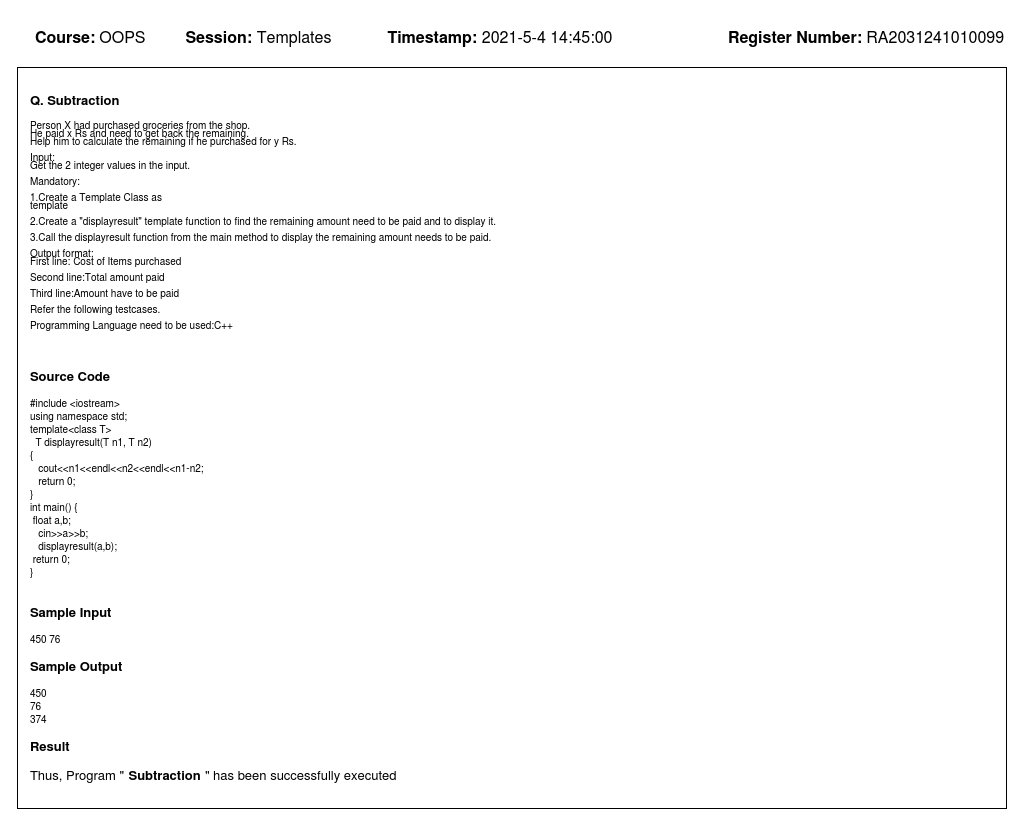 Course: OOPS Session: Templates Timestamp: 2021-5-4 14:45:00 Register Number: RA2031241010099
Q. Subtraction
Person X had purchased groceries from the shop.
He paid x Rs and need to get back the remaining.
Help him to calculate the remaining if he purchased for y Rs.
Input:
Get the 2 integer values in the input.
Mandatory:
1.Create a Template Class as
template
2.Create a "displayresult" template function to find the remaining amount need to be paid and to display it.
3.Call the displayresult function from the main method to display the remaining amount needs to be paid.
Output format:
First line: Cost of Items purchased
Second line:Total amount paid
Third line:Amount have to be paid
Refer the following testcases.
Programming Language need to be used:C++
Source Code
#include <iostream>
using namespace std;
template<class T>
T displayresult(T n1, T n2)
{
cout<<n1<<endl<<n2<<endl<<n1-n2;
return 0;
}
int main() {
float a,b;
cin>>a>>b;
displayresult(a,b);
return 0;
}
Sample Input
450 76
Sample Output
450
76
374
Result
Thus, Program " Subtraction " has been successfully executed